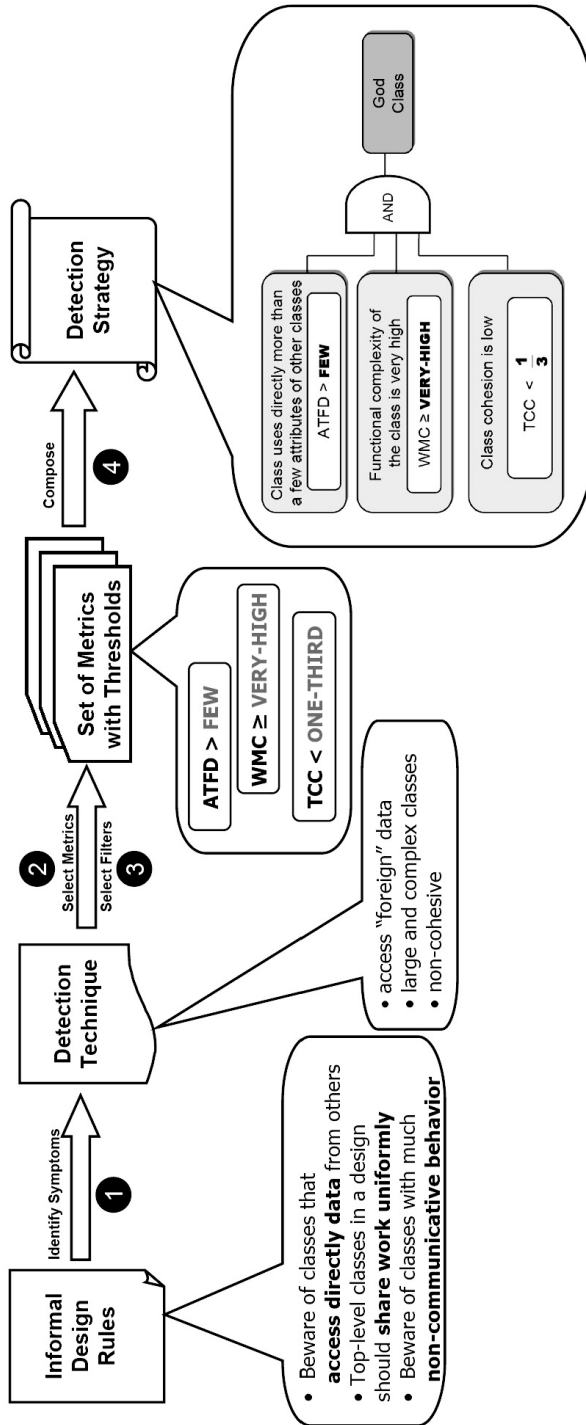 Informal
Design
Rules
Identify Symptoms
1
Detection
Technique
2
Select Metrics
Select Filters
3
Set of Metrics
with Thresholds
Compose
4
Detection
Strategy
• Beware of classes that
access directly data from others
• Top-level classes in a design
should share work uniformly
• Beware of classes with much
non-communicative behavior
• access "foreign" data
• large and complex classes
• non-cohesive
ATFD > FEW
WMC ≥ VERY-HIGH
TCC < ONE-THIRD
Class uses directly more than
a few attributes of other classes
ATFD > FEW
Functional complexity of
the class is very high
WMC ≥ VERY-HIGH
Class cohesion is low
TCC < 1/3
AND
God
Class